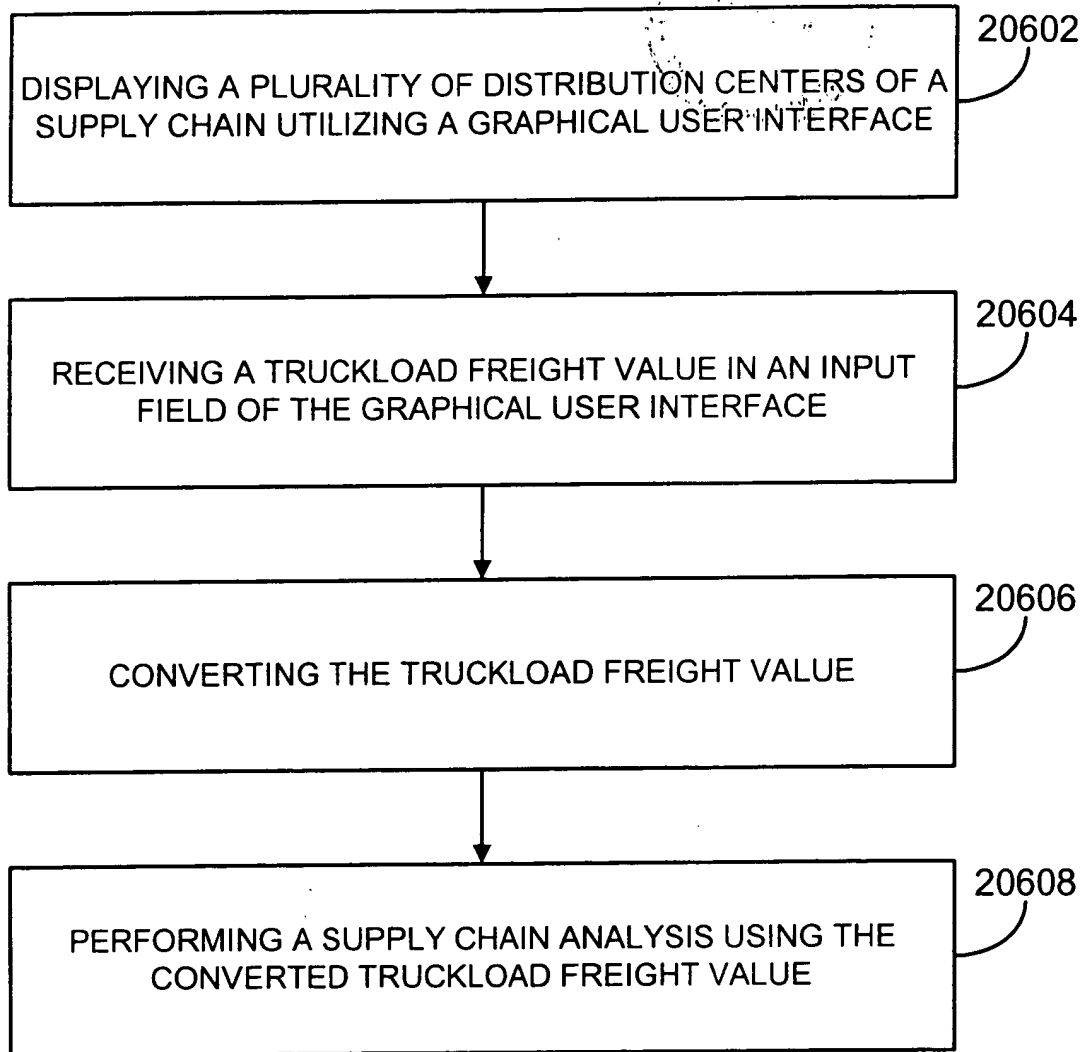 20602
DISPLAYING A PLURALITY OF DISTRIBUTION CENTERS OF A
SUPPLY CHAIN UTILIZING A GRAPHICAL USER INTERFACE
20604
RECEIVING A TRUCKLOAD FREIGHT VALUE IN AN INPUT
FIELD OF THE GRAPHICAL USER INTERFACE
20606
CONVERTING THE TRUCKLOAD FREIGHT VALUE
20608
PERFORMING A SUPPLY CHAIN ANALYSIS USING THE
CONVERTED TRUCKLOAD FREIGHT VALUE